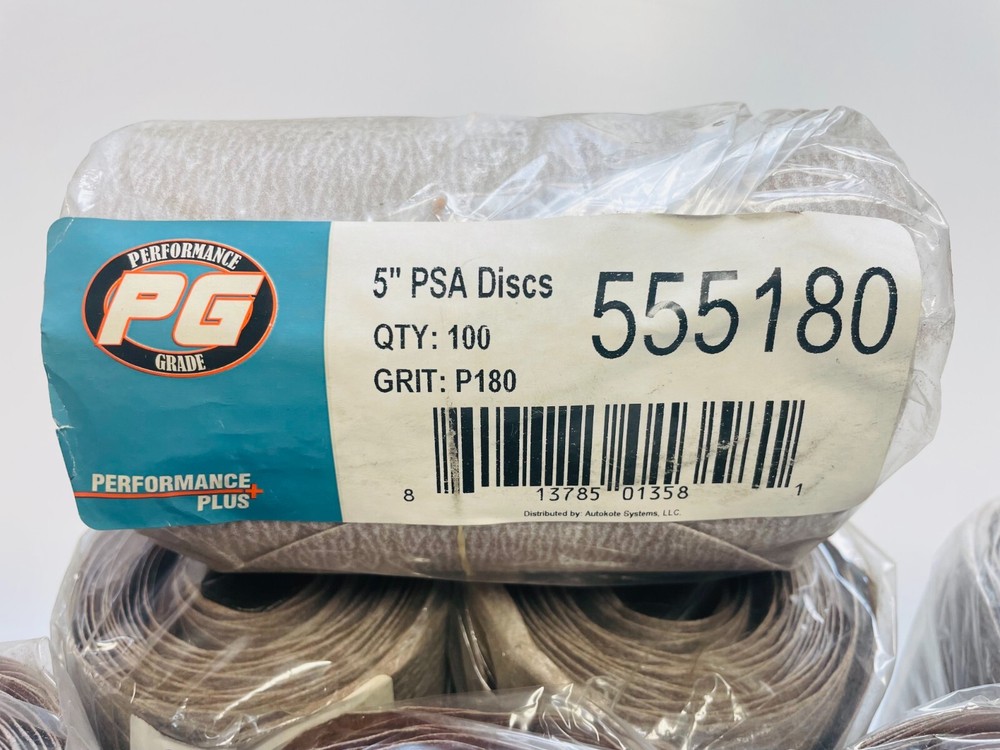 PERFORMANCE
PG
GRADE
PERFORMANCE+
PLUS
5" PSA Discs
QTY: 100
GRIT: P180
555180
8 13785 01358 1
Distributed by: Autokote Systems, LLC.